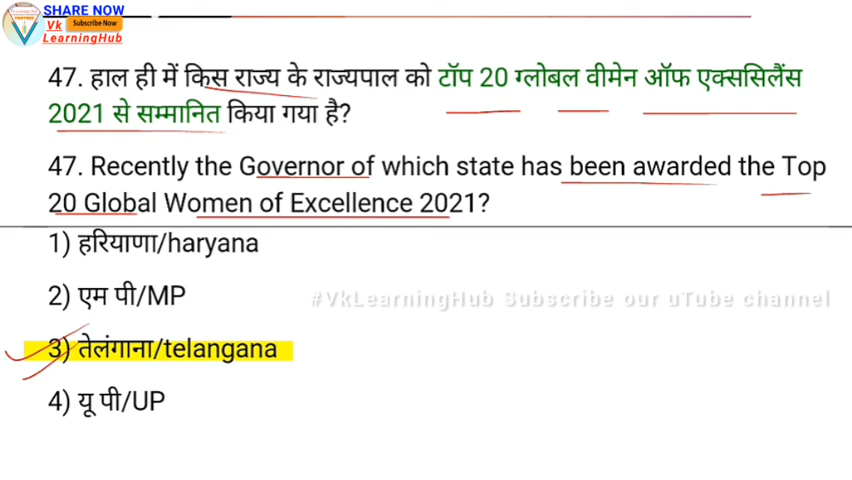 SHARE NOW
Vk Subscribe Now
LearningHub
47. हाल ही में किस राज्य के राज्यपाल को टॉप 20 ग्लोबल वीमेन ऑफ एक्ससिलैंस
2021 से सम्मानित किया गया है?
47. Recently the Governor of which state has been awarded the Top
20 Global Women of Excellence 2021?
1) हरियाणा/haryana
2) एम पी/MP
#VkLearningHub Subscribe our uTube channel
3) तेलंगाना/telangana
4) यू पी/UP